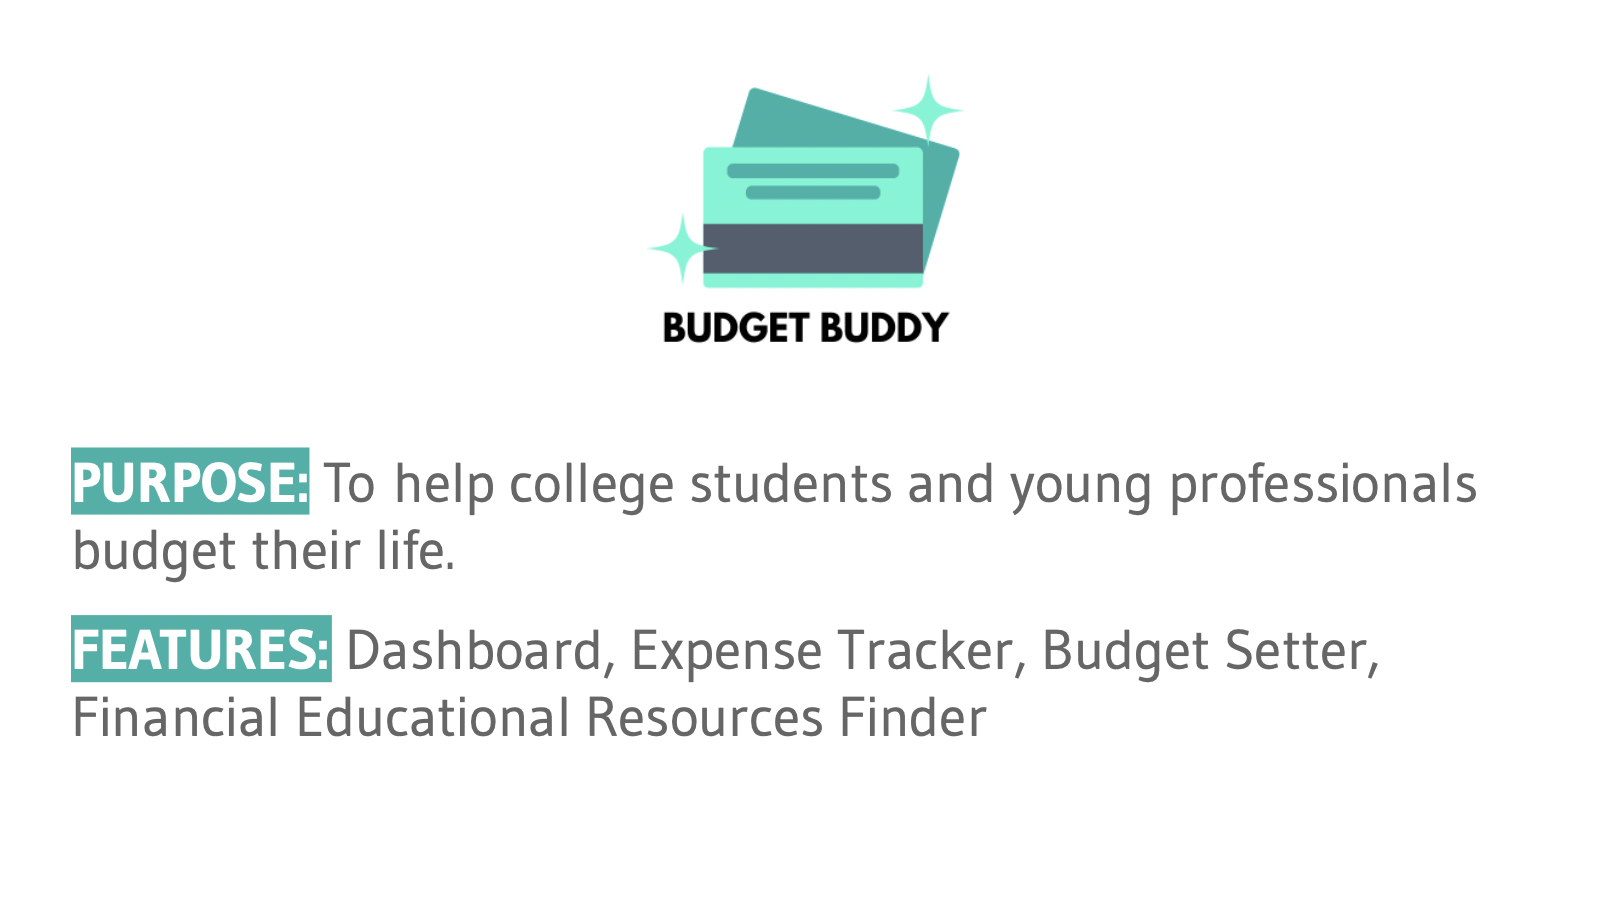 BUDGET BUDDY
PURPOSE: To help college students and young professionals
budget their life.
FEATURES: Dashboard, Expense Tracker, Budget Setter,
Financial Educational Resources Finder